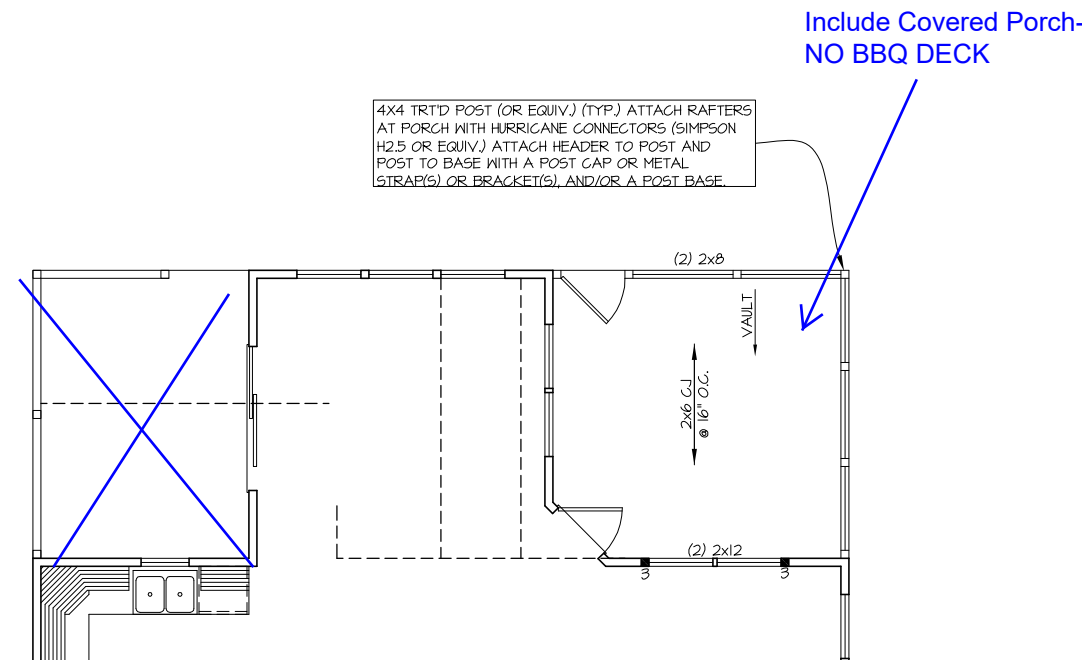 Include Covered Porch-
NO BBQ DECK
4X4 TRT'D POST (OR EQUIV.) (TYP.) ATTACH RAFTERS
AT PORCH WITH HURRICANE CONNECTORS (SIMPSON
H2.5 OR EQUIV.) ATTACH HEADER TO POST AND
POST TO BASE WITH A POST CAP OR METAL
STRAP(S) OR BRACKET(S), AND/OR A POST BASE.
(2) 2x8
VAULT
2x6 CJ
@ 16" O.C.
(2) 2x12
3
3